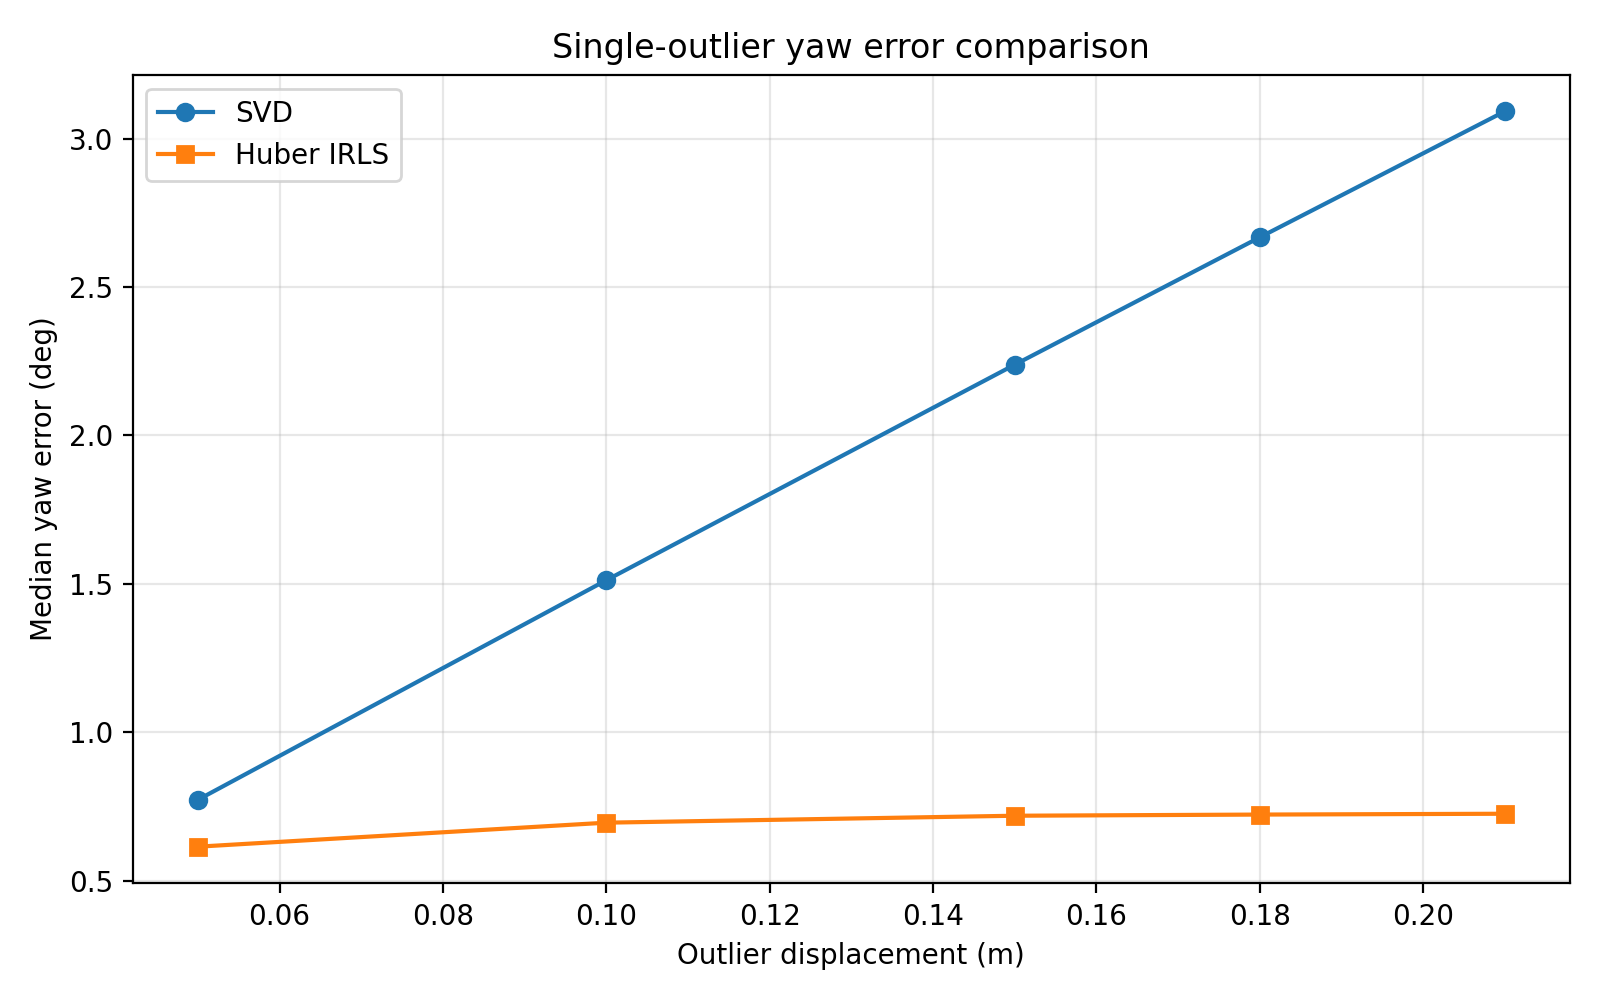 Single-outlier yaw error comparison
SVD
Huber IRLS
Median yaw error (deg)
3.0
2.5
2.0
1.5
1.0
0.5
0.06 0.08 0.10 0.12 0.14 0.16 0.18 0.20
Outlier displacement (m)